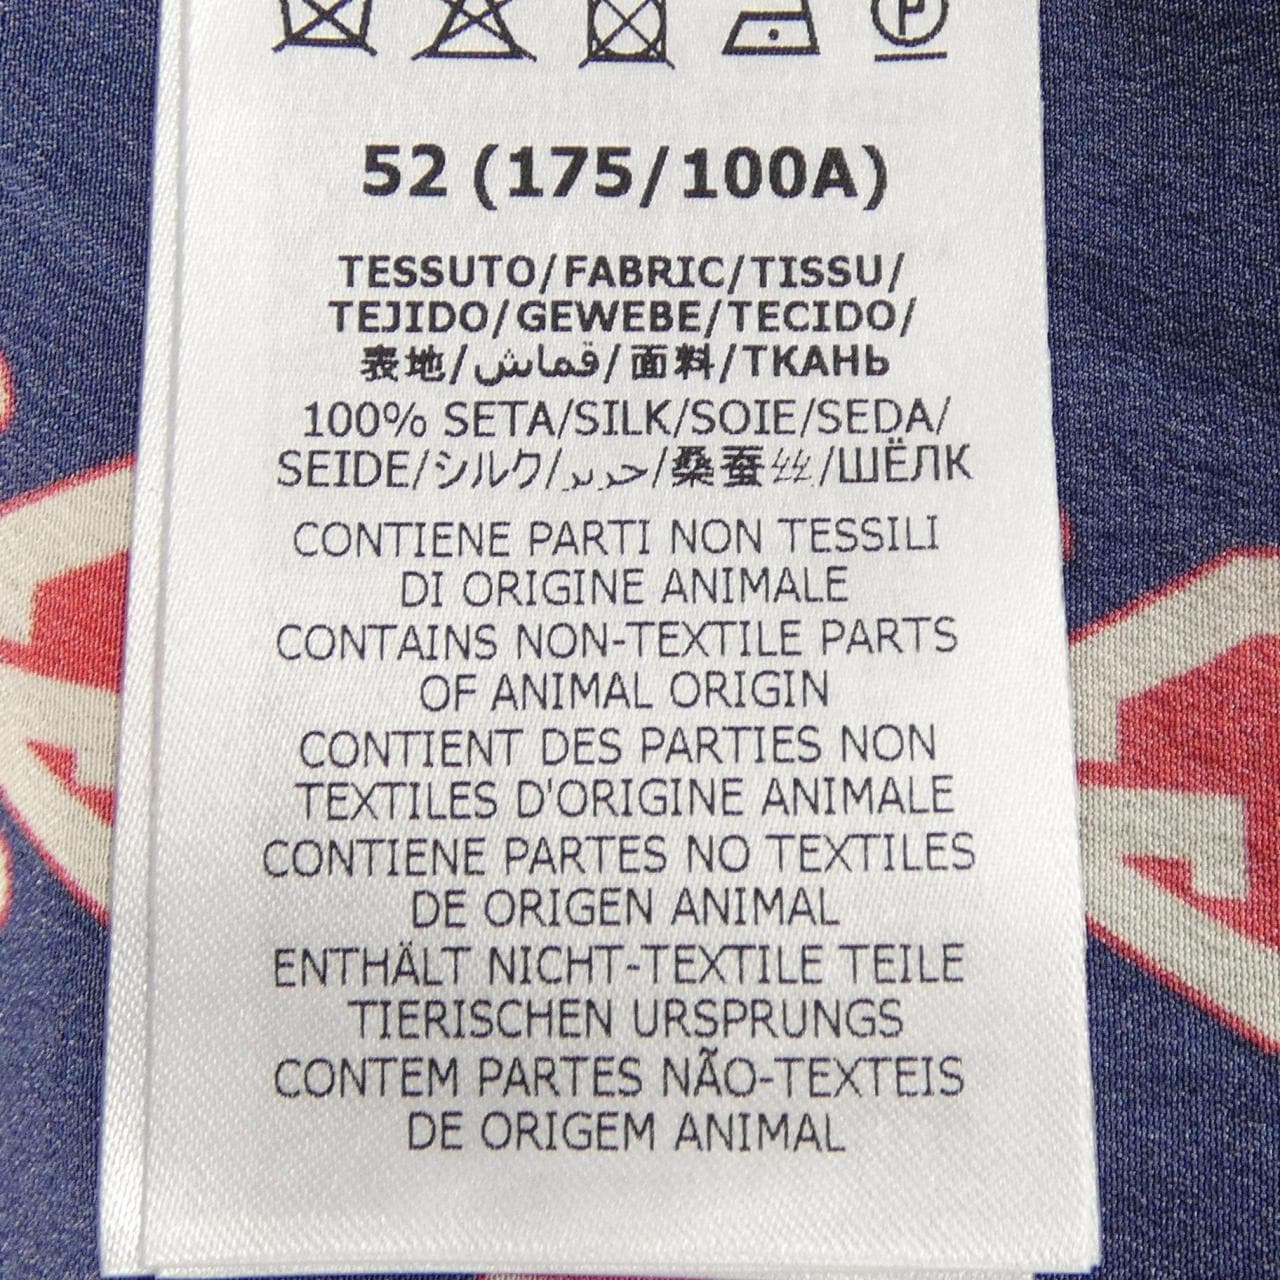 P
52 (175/100A)
TESSUTO/FABRIC/TISSU/
TEJIDO/GEWEBE/TECIDO/
表地/قماش/面料/ТКАНЬ
100% SETA/SILK/SOIE/SEDA/
SEIDE/シルク/حرير/桑蚕丝/ШЁЛК
CONTIENE PARTI NON TESSILI
DI ORIGINE ANIMALE
CONTAINS NON-TEXTILE PARTS
OF ANIMAL ORIGIN
CONTIENT DES PARTIES NON
TEXTILES D'ORIGINE ANIMALE
CONTIENE PARTES NO TEXTILES
DE ORIGEN ANIMAL
ENTHÄLT NICHT-TEXTILE TEILE
TIERISCHEN URSPRUNGS
CONTEM PARTES NÃO-TEXTEIS
DE ORIGEM ANIMAL